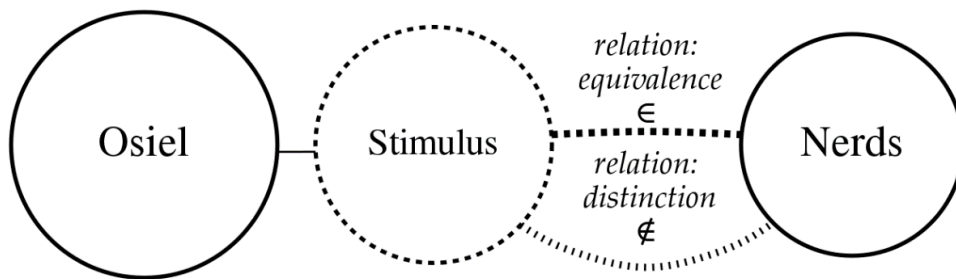 Osiel
Stimulus
relation:
equivalence
∈
relation:
distinction
∉
Nerds